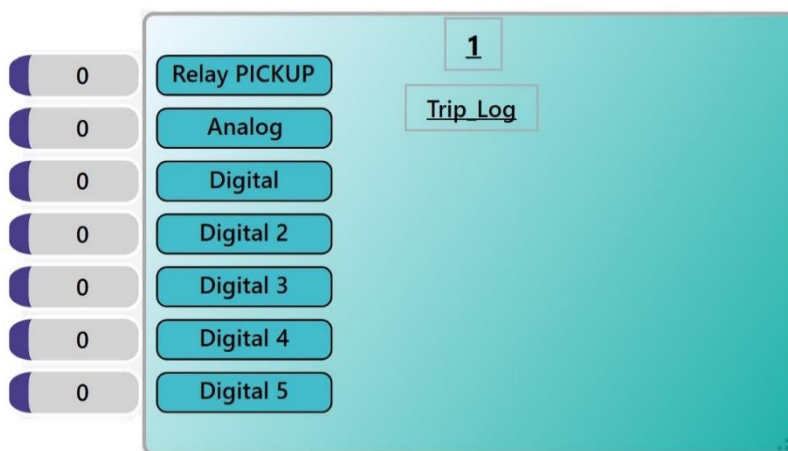 1
0 Relay PICKUP
Trip_Log
0 Analog
0 Digital
0 Digital 2
0 Digital 3
0 Digital 4
0 Digital 5